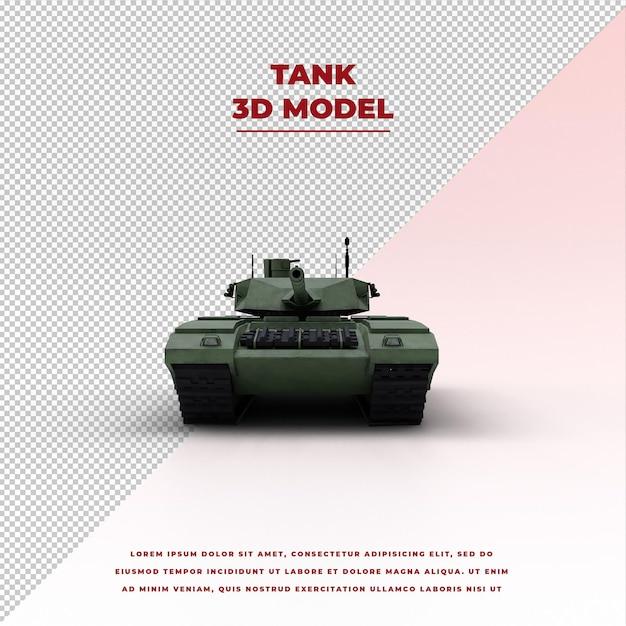 TANK
3D MODEL
LOREM IPSUM DOLOR SIT AMET, CONSECTETUR ADIPISCING ELIT, SED DO
EIUSMOD TEMPOR INCIDIDUNT UT LABORE ET DOLORE MAGNA ALIQUA. UT ENIM
AD MINIM VENIAM, QUIS NOSTRUD EXERCITATION ULLAMCO LABORIS NISI UT